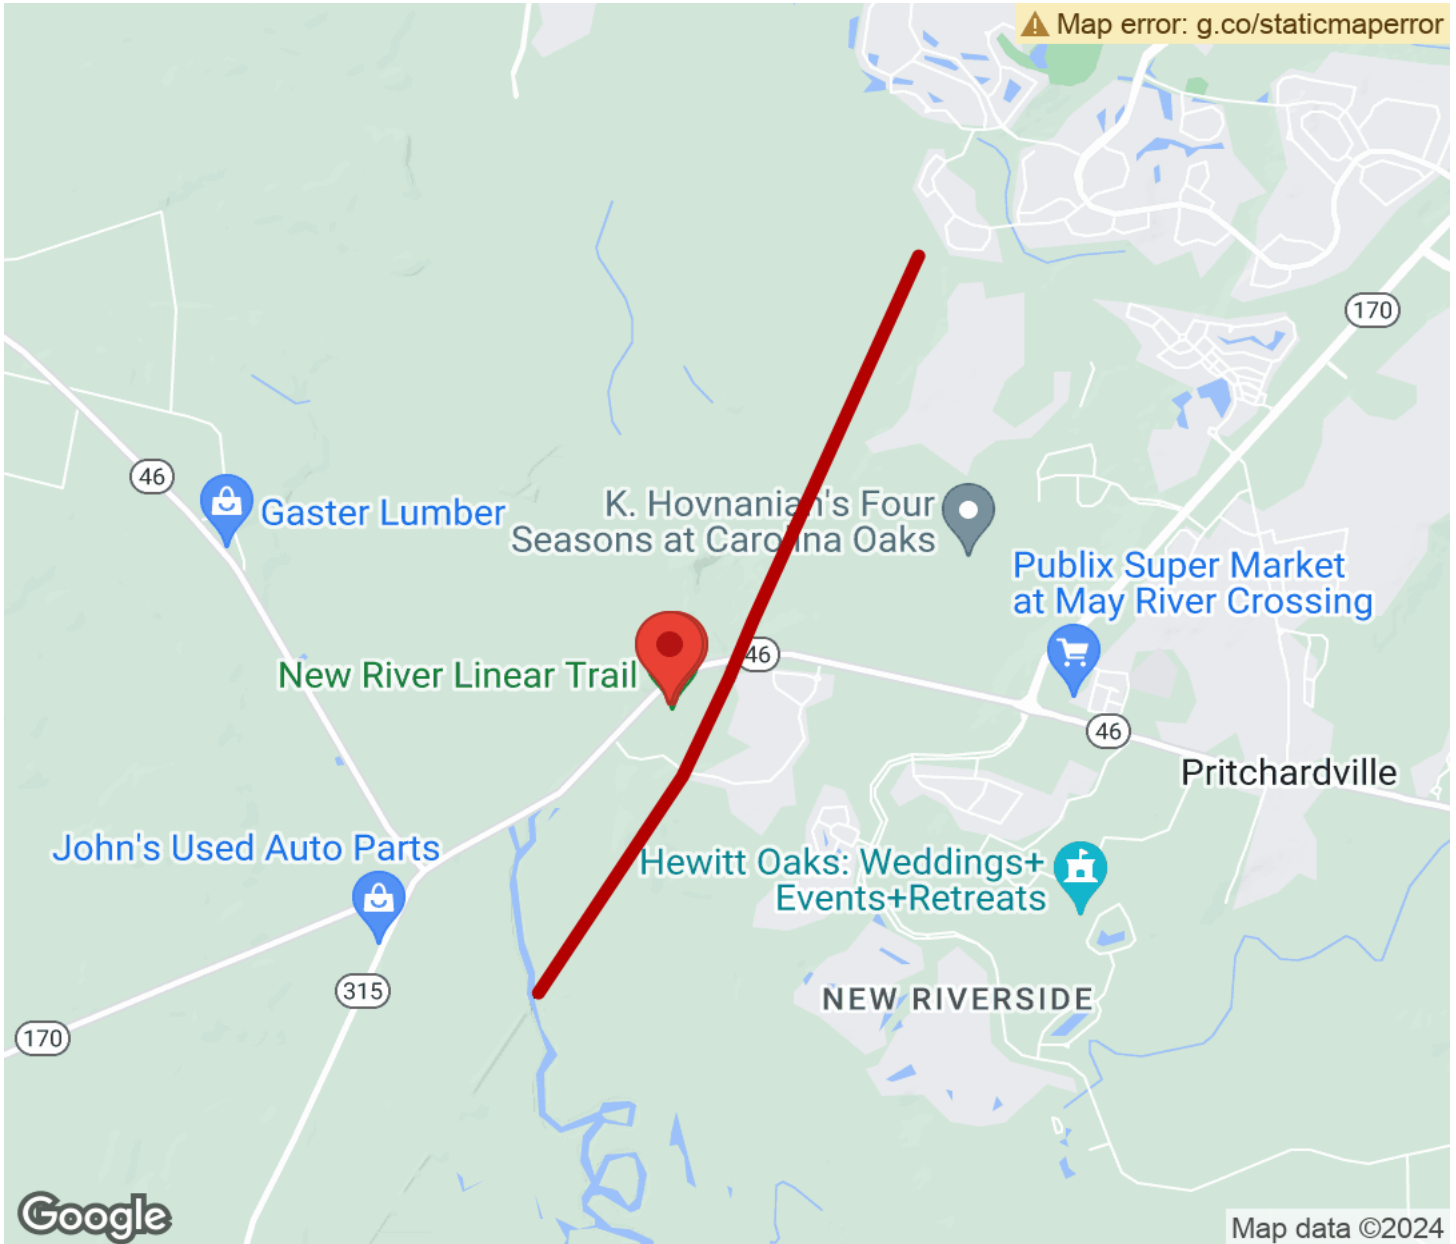 Map error: g.co/staticmaperror
170
46
Gaster Lumber
K. Hovnanian's Four
Seasons at Carolina Oaks
Publix Super Market
at May River Crossing
New River Linear Trail
46
46
Pritchardville
John's Used Auto Parts
Hewitt Oaks: Weddings+
Events+Retreats
315
NEW RIVERSIDE
170
Google
Map data ©2024